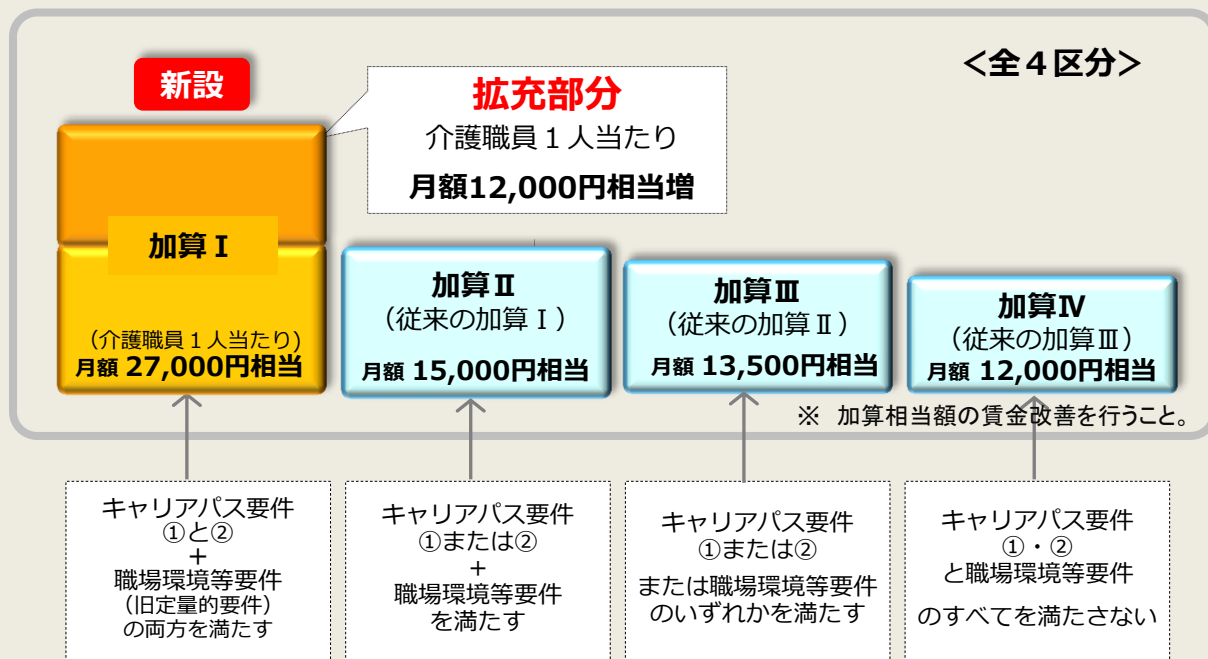 <全４区分>
新設
拡充部分
介護職員１人当たり
月額12,000円相当増
加算Ⅰ
(介護職員１人当たり)
月額 27,000円相当
加算Ⅱ
（従来の加算Ⅰ）
月額 15,000円相当
加算Ⅲ
（従来の加算Ⅱ）
月額 13,500円相当
加算Ⅳ
（従来の加算Ⅲ）
月額 12,000円相当
※ 加算相当額の賃金改善を行うこと。
キャリアパス要件
①と②
+
職場環境等要件
（旧定量的要件）
の両方を満たす
キャリアパス要件
①または②
+
職場環境等要件
を満たす
キャリアパス要件
①または②
または職場環境等要件
のいずれかを満たす
キャリアパス要件
①・②
と職場環境等要件
のすべてを満たさない